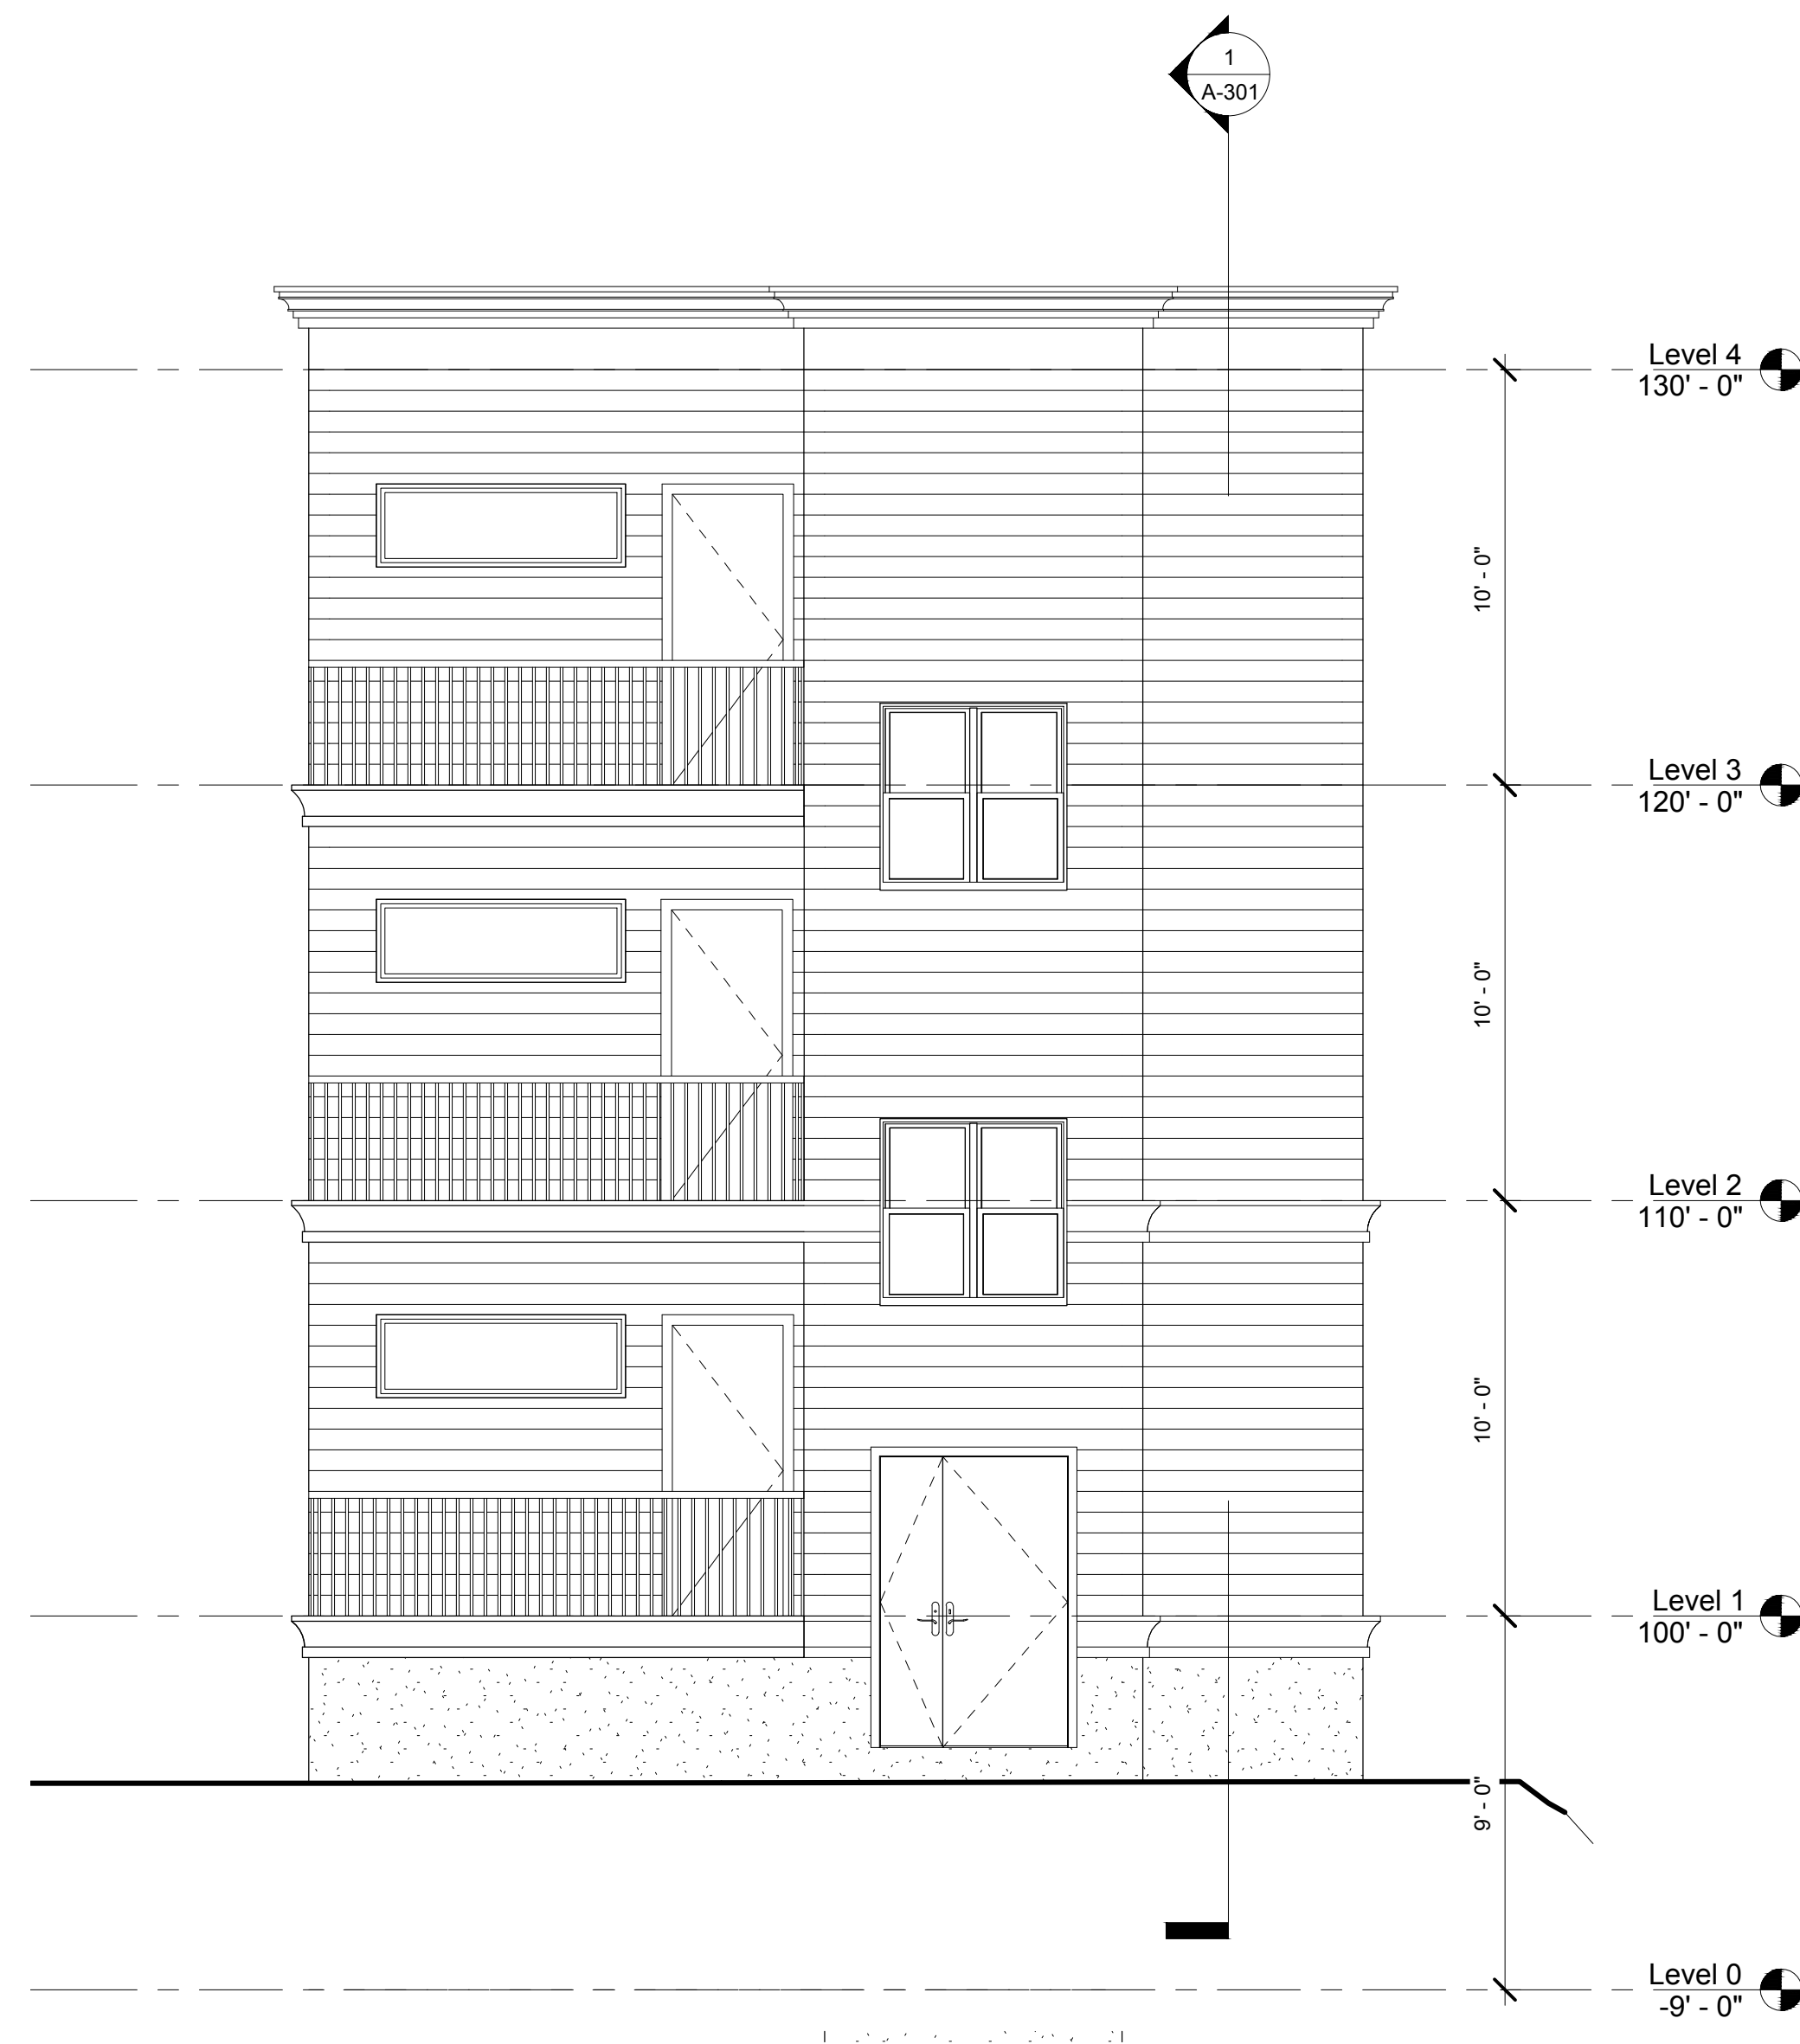 1
A-301
Level 4
130' - 0"
10' - 0"
Level 3
120' - 0"
10' - 0"
Level 2
110' - 0"
10' - 0"
Level 1
100' - 0"
9' - 0"
Level 0
-9' - 0"